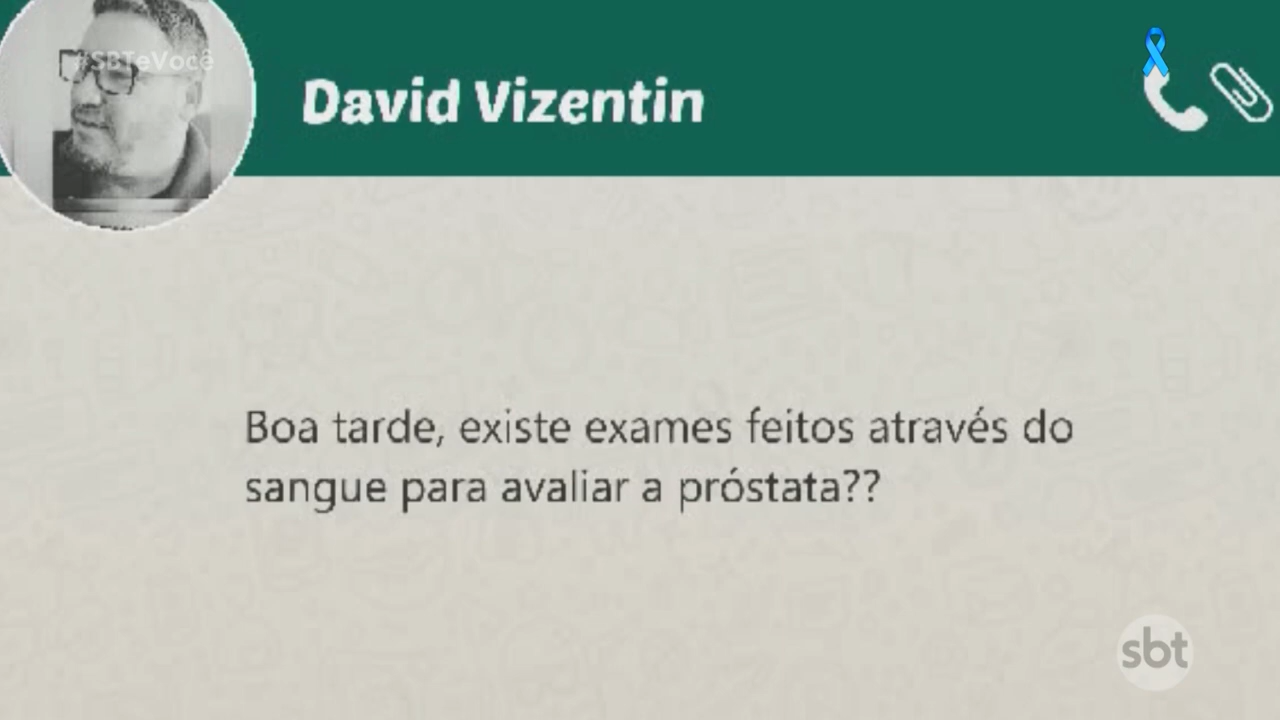 #SBTeVocê
David Vizentin
Boa tarde, existe exames feitos através do
sangue para avaliar a próstata??
sbt